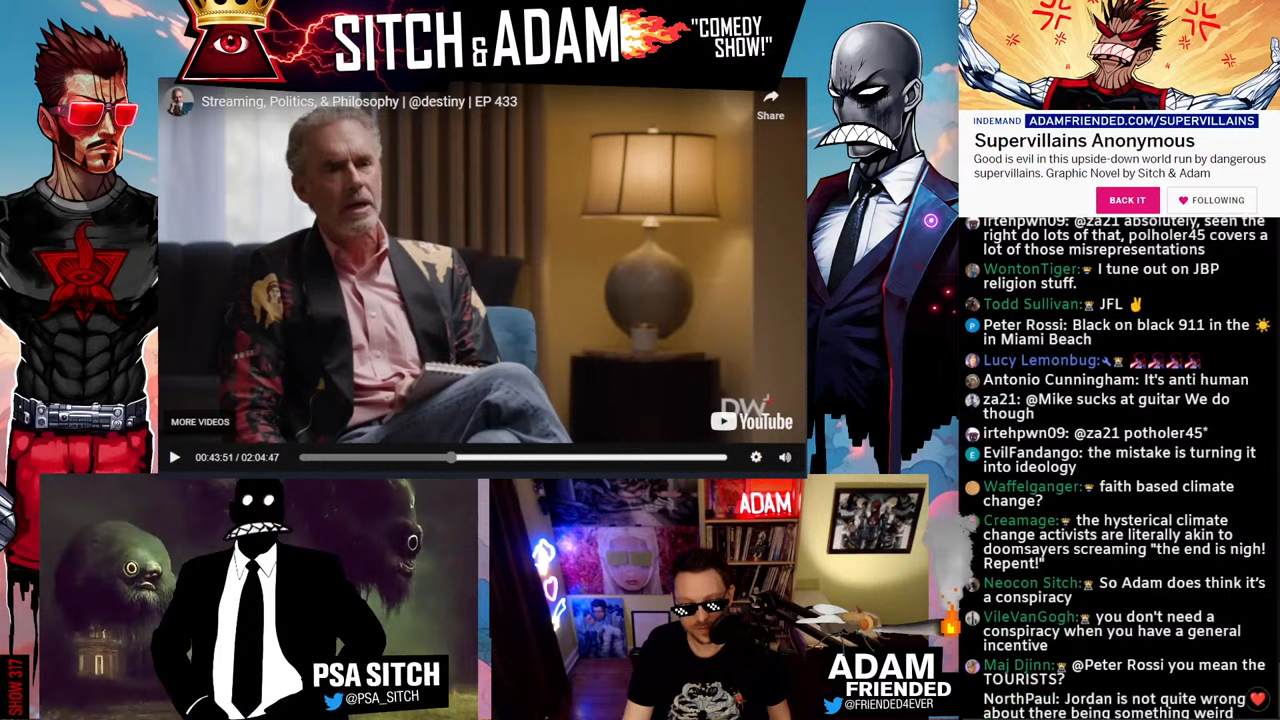 SITCH & ADAM
"COMEDY
SHOW!"
Streaming, Politics, & Philosophy | @destiny | EP 433
Share
MORE VIDEOS
DW
YouTube
00:43:51 / 02:04:47
PSA SITCH
@PSA_SITCH
SHOW 317
ADAM
ADAM
FRIENDED
@FRIENDED4EVER
INDEMAND ADAMFRIENDED.COM/SUPERVILLAINS
Supervillains Anonymous
Good is evil in this upside-down world run by dangerous
supervillains. Graphic Novel by Sitch & Adam
BACK IT
FOLLOWING
irtehpwn09: @za21 absolutely, seen the
right do lots of that, polholer45 covers a
lot of those misrepresentations
WontonTiger: I tune out on JBP
religion stuff.
Todd Sullivan: JFL ✌
P Peter Rossi: Black on black 911 in the ☀
in Miami Beach
Lucy Lemonbug:
Antonio Cunningham: It's anti human
za21: @Mike sucks at guitar We do
though
irtehpwn09: @za21 potholer45*
E EvilFandango: the mistake is turning it
into ideology
Waffelganger: faith based climate
change?
Creamage: the hysterical climate
change activists are literally akin to
doomsayers screaming "the end is nigh!
Repent!"
Neocon Sitch: So Adam does think it's
a conspiracy
VileVanGogh: you don't need a
conspiracy when you have a general
incentive
Maj Djinn: @Peter Rossi you mean the
TOURISTS?
NorthPaul: Jordan is not quite wrong
about there being something weird